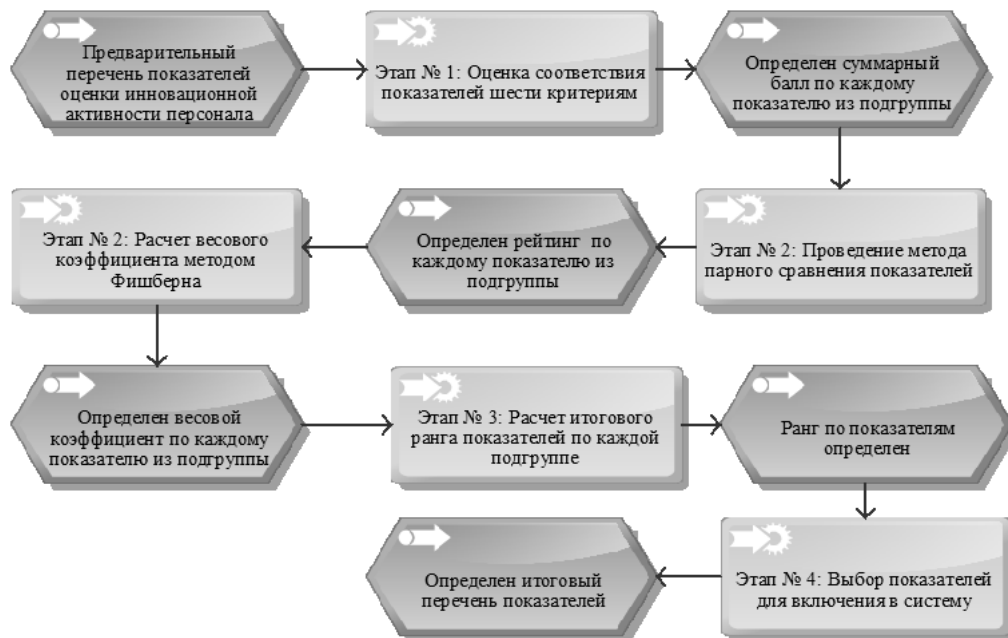 Предварительный
перечень показателей
оценки инновационной
активности персонала
Этап № 1: Оценка соответствия
показателей шести критериям
Определен суммарный
балл по каждому
показателю из подгруппы
Этап № 2: Проведение метода
парного сравнения показателей
Определен рейтинг по
каждому показателю из
подгруппы
Этап № 2: Расчет весового
коэффициента методом
Фишберна
Определен весовой
коэффициент по каждому
показателю из подгруппы
Этап № 3: Расчет итогового
ранга показателей по каждой
подгруппе
Ранг по показателям
определен
Этап № 4: Выбор показателей
для включения в систему
Определен итоговый
перечень показателей